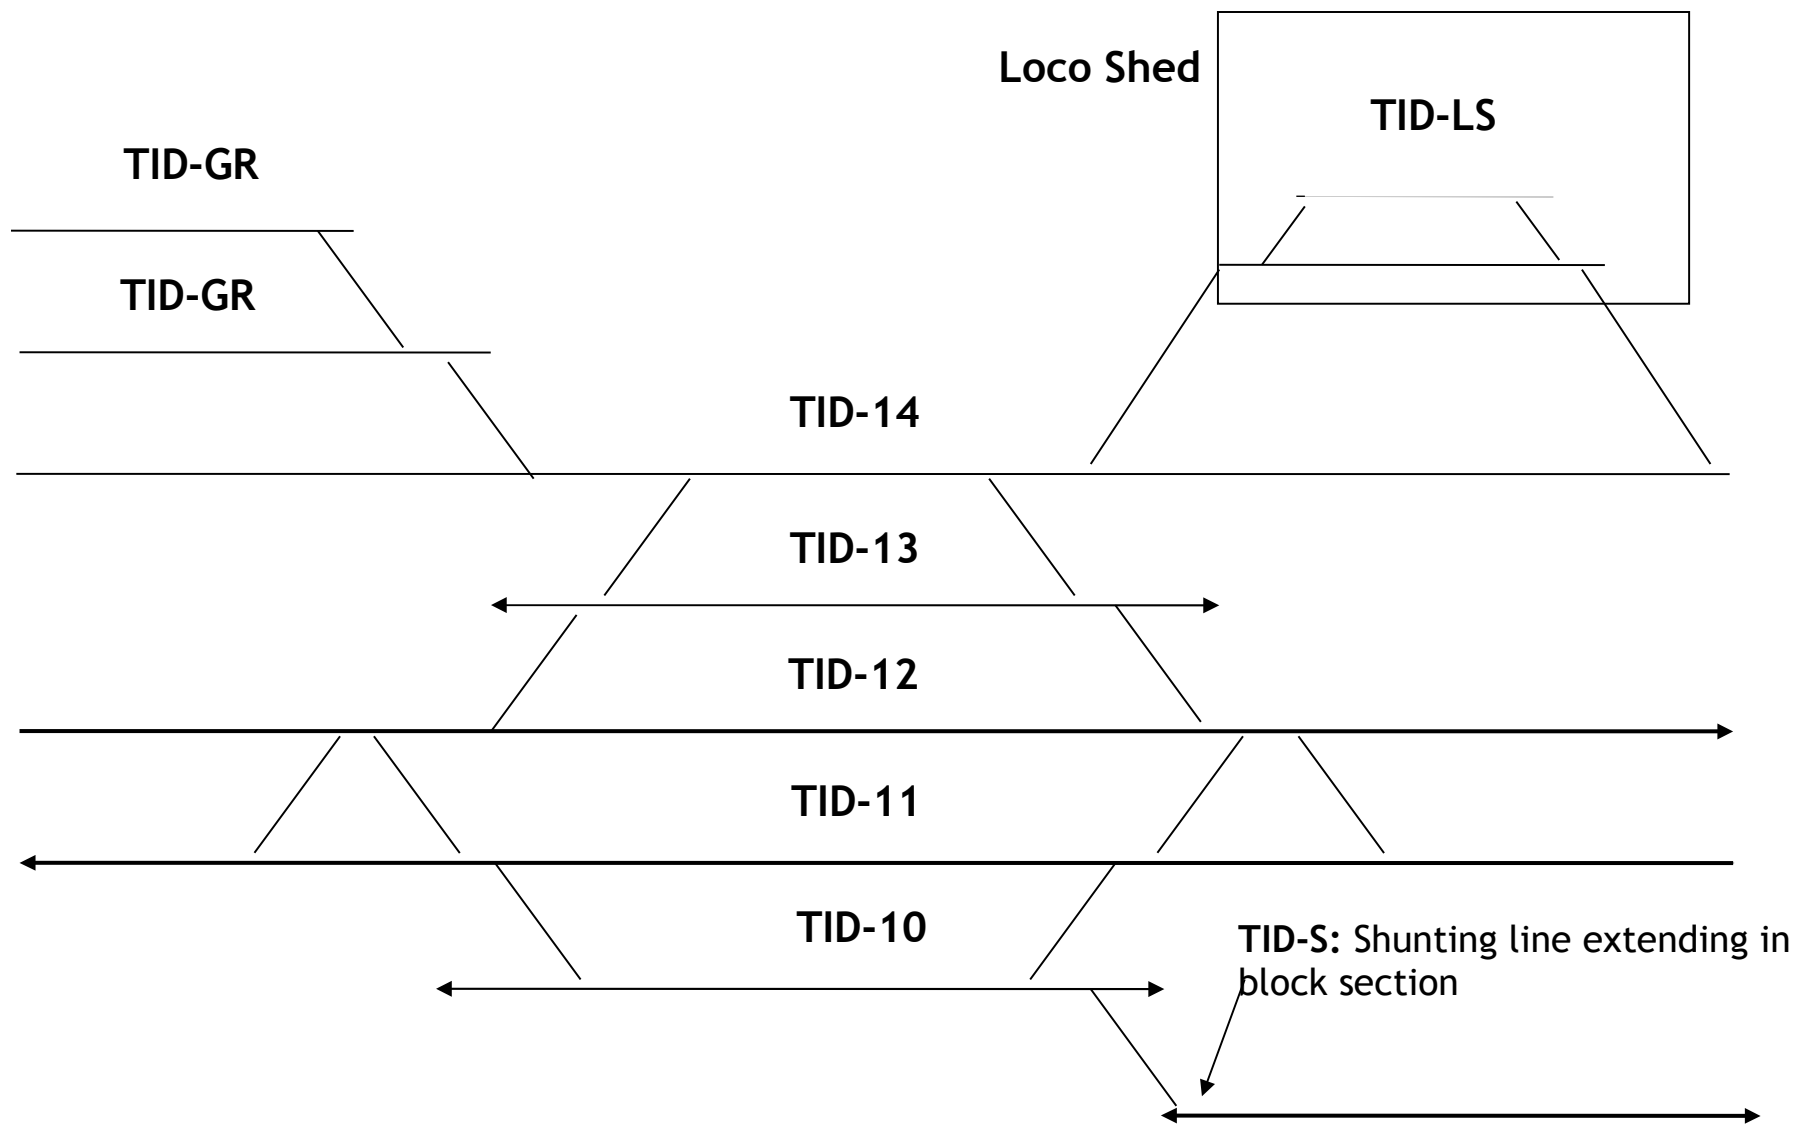 Loco Shed
TID-LS
TID-GR
TID-GR
TID-14
TID-13
TID-12
TID-11
TID-10
TID-S: Shunting line extending in
block section